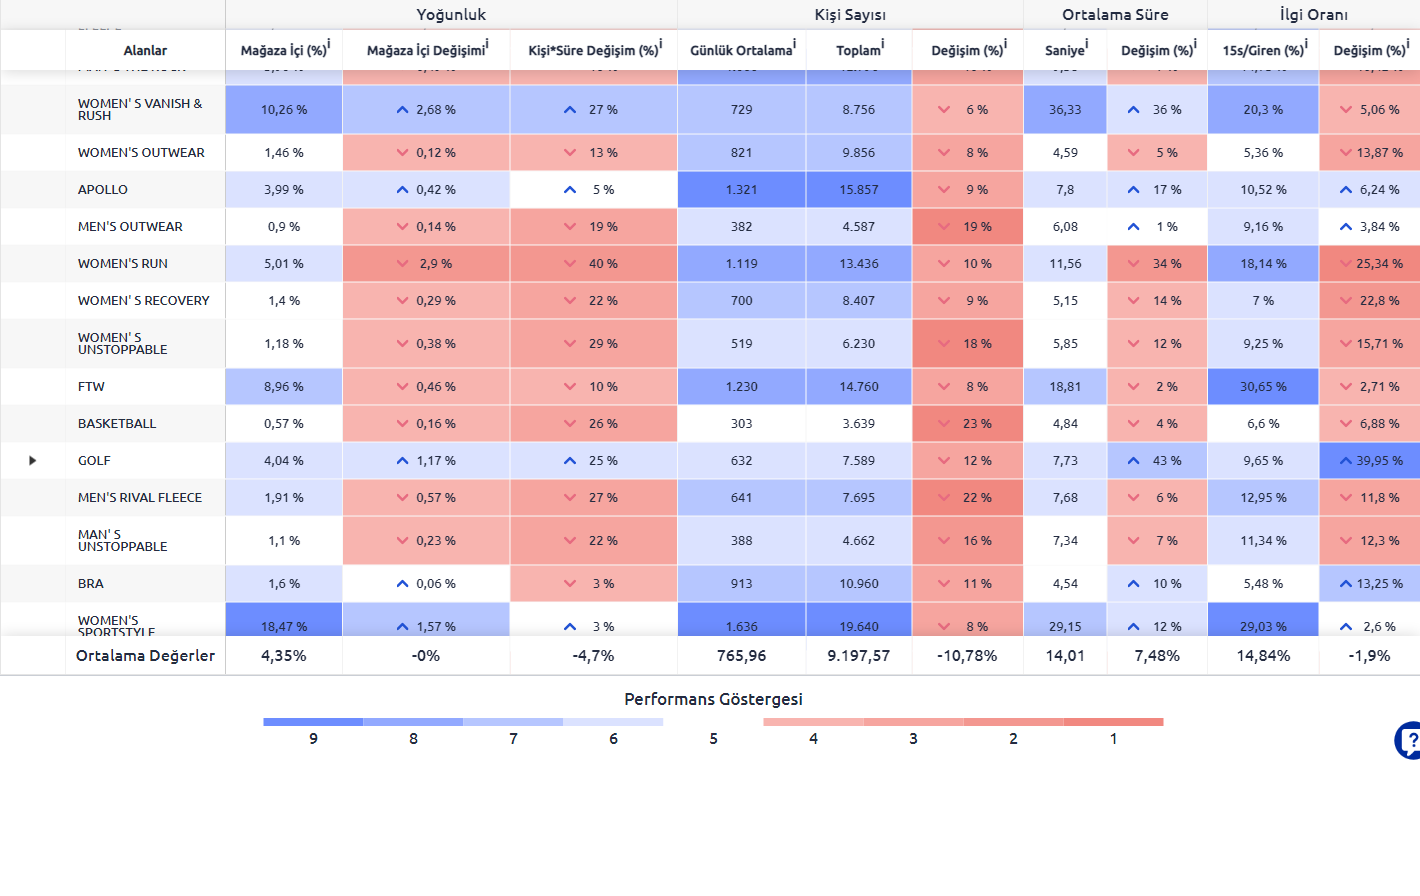 Yoğunluk Kişi Sayısı Ortalama Süre İlgi Oranı
Alanlar Mağaza İçi (%)i Mağaza İçi Değişimii Kişi*Süre Değişim (%)i Günlük Ortalamai Toplami Değişim (%)i Saniyei Değişim (%)i 15s/Giren (%)i Değişim (%)i
WOMEN' S VANISH &
RUSH
10,26 % 2,68 % 27 % 729 8.756 6 % 36,33 36 % 20,3 % 5,06 %
WOMEN'S OUTWEAR 1,46 % 0,12 % 13 % 821 9.856 8 % 4,59 5 % 5,36 % 13,87 %
APOLLO 3,99 % 0,42 % 5 % 1.321 15.857 9 % 7,8 17 % 10,52 % 6,24 %
MEN'S OUTWEAR 0,9 % 0,14 % 19 % 382 4.587 19 % 6,08 1 % 9,16 % 3,84 %
WOMEN'S RUN 5,01 % 2,9 % 40 % 1.119 13.436 10 % 11,56 34 % 18,14 % 25,34 %
WOMEN' S RECOVERY 1,4 % 0,29 % 22 % 700 8.407 9 % 5,15 14 % 7 % 22,8 %
WOMEN' S
UNSTOPPABLE
1,18 % 0,38 % 29 % 519 6.230 18 % 5,85 12 % 9,25 % 15,71 %
FTW 8,96 % 0,46 % 10 % 1.230 14.760 8 % 18,81 2 % 30,65 % 2,71 %
BASKETBALL 0,57 % 0,16 % 26 % 303 3.639 23 % 4,84 4 % 6,6 % 6,88 %
GOLF 4,04 % 1,17 % 25 % 632 7.589 12 % 7,73 43 % 9,65 % 39,95 %
MEN'S RIVAL FLEECE 1,91 % 0,57 % 27 % 641 7.695 22 % 7,68 6 % 12,95 % 11,8 %
MAN' S
UNSTOPPABLE
1,1 % 0,23 % 22 % 388 4.662 16 % 7,34 7 % 11,34 % 12,3 %
BRA 1,6 % 0,06 % 3 % 913 10.960 11 % 4,54 10 % 5,48 % 13,25 %
WOMEN'S
SPORTSTYLE
18,47 % 1,57 % 3 % 1.636 19.640 8 % 29,15 12 % 29,03 % 2,6 %
Ortalama Değerler 4,35% -0% -4,7% 765,96 9.197,57 -10,78% 14,01 7,48% 14,84% -1,9%
Performans Göstergesi
9 8 7 6 5 4 3 2 1
?